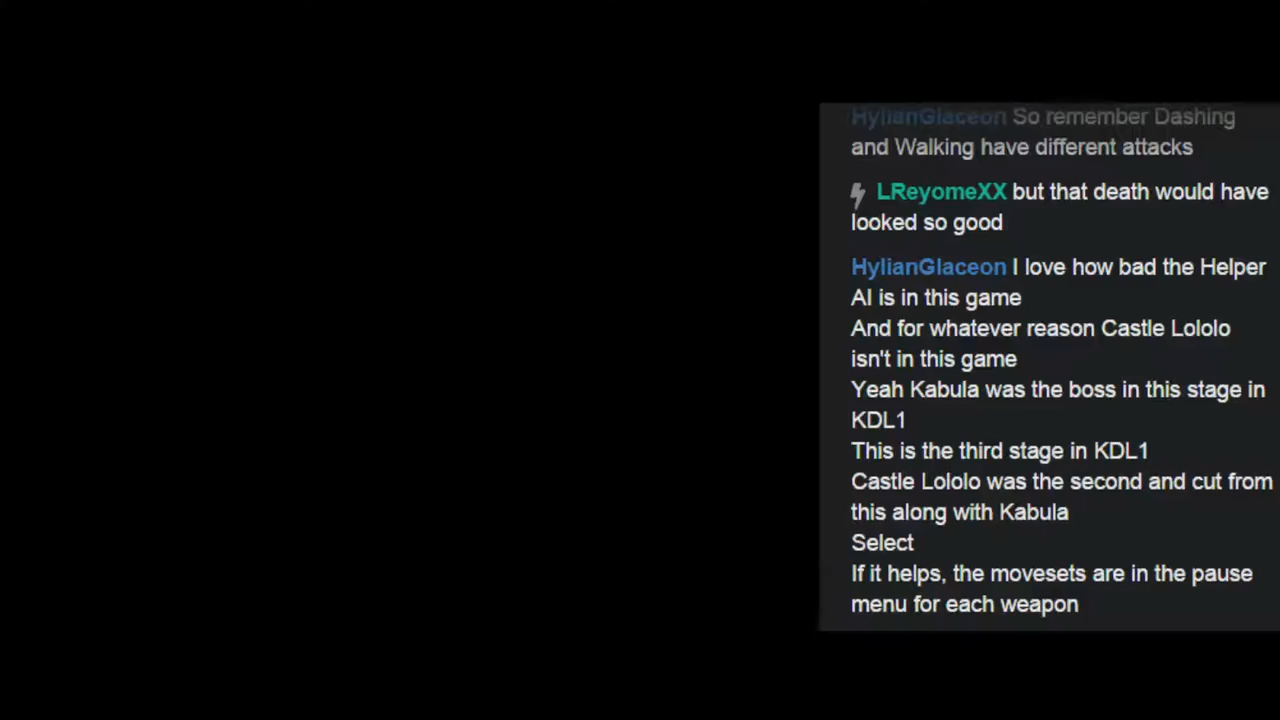 HylianGlaceon So remember Dashing
and Walking have different attacks
LReyomeXX but that death would have
looked so good
HylianGlaceon I love how bad the Helper
AI is in this game
And for whatever reason Castle Lololo
isn't in this game
Yeah Kabula was the boss in this stage in
KDL1
This is the third stage in KDL1
Castle Lololo was the second and cut from
this along with Kabula
Select
If it helps, the movesets are in the pause
menu for each weapon